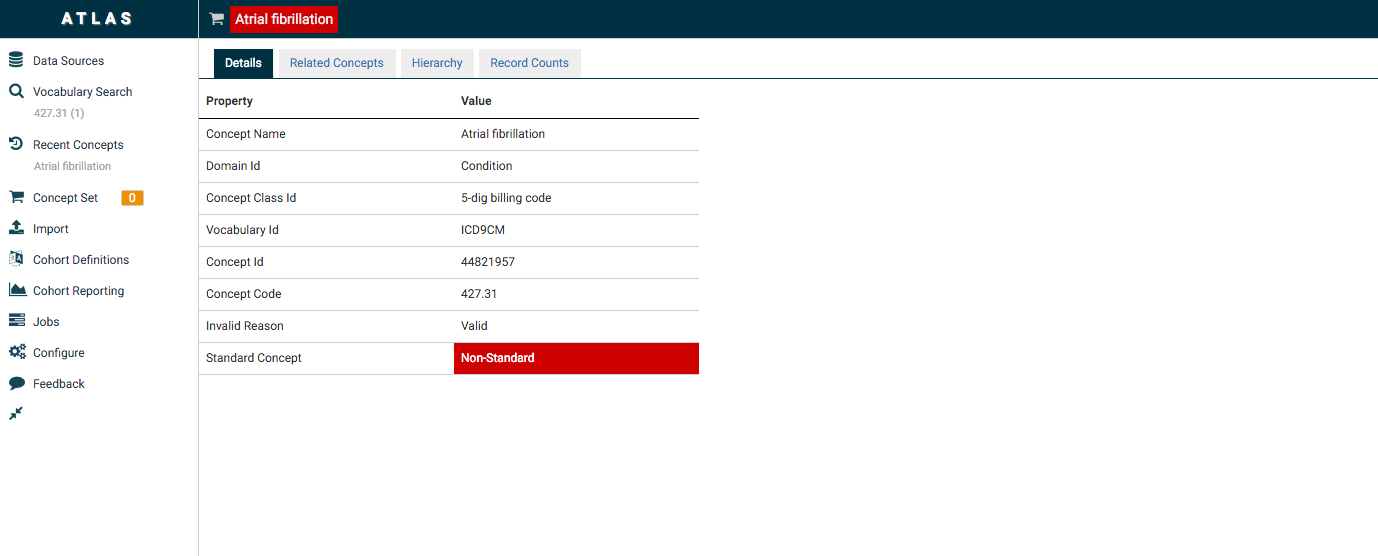 ATLAS
Atrial fibrillation
Data Sources
Vocabulary Search
427.31 (1)
Recent Concepts
Atrial fibrillation
Concept Set 0
Import
Cohort Definitions
Cohort Reporting
Jobs
Configure
Feedback
Details Related Concepts Hierarchy Record Counts
Property Value
Concept Name Atrial fibrillation
Domain Id Condition
Concept Class Id 5-dig billing code
Vocabulary Id ICD9CM
Concept Id 44821957
Concept Code 427.31
Invalid Reason Valid
Standard Concept Non-Standard